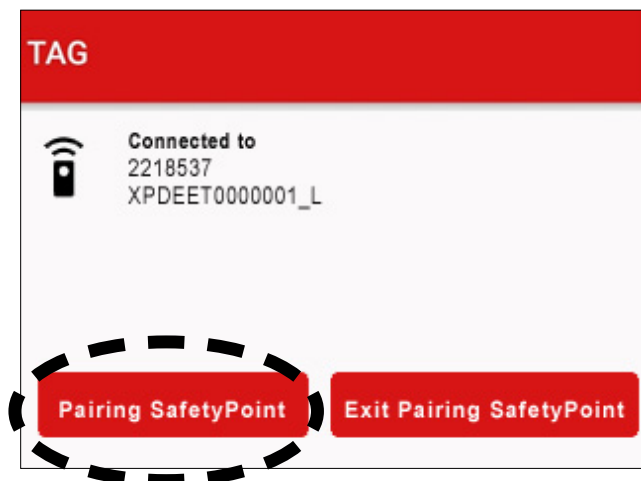 TAG
Connected to
2218537
XPDEET0000001_L
Pairing SafetyPoint
Exit Pairing SafetyPoint